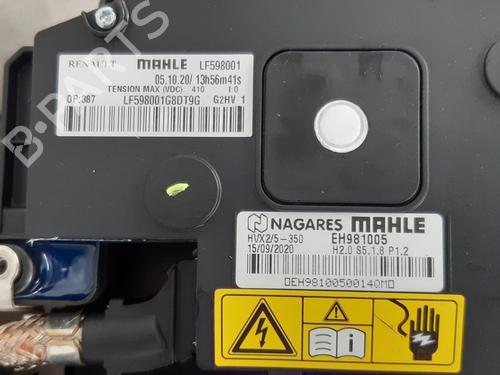 B-PARTS
RENAULT MAHLE LF598001
05.10.20/ 13h56m41s
TENSION MAX (VDC): 410 I:0
OP:387 LF598001G8DT9G G2HV 1
NAGARES MAHLE
HVX2/5-350 EH981005
15/09/2020 H2.0 S5.1.8 P1.2
▯EH9810050014QM▯
i